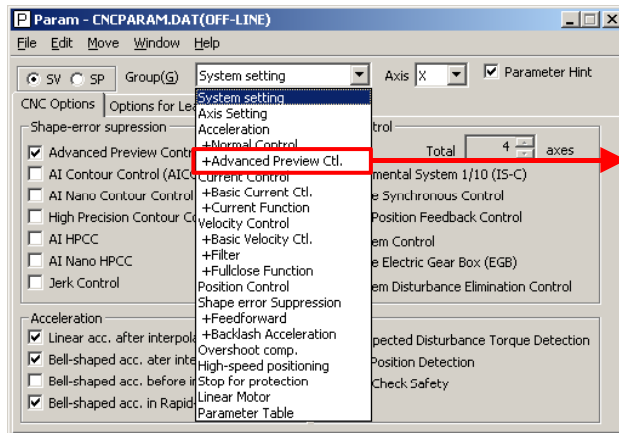 Param - CNCPARAM.DAT(OFF-LINE)
File Edit Move Window Help
SV SP Group(G) System setting Axis X Parameter Hint
CNC Options Options for Lea
System setting
Axis Setting
Acceleration
+Normal Control
+Advanced Preview Ctl.
Current Control
+Basic Current Ctl.
+Current Function
Velocity Control
+Basic Velocity Ctl.
+Filter
+Fullclose Function
Position Control
Shape error Suppression
+Feedforward
+Backlash Acceleration
Overshoot comp.
High-speed positioning
Stop for protection
Linear Motor
Parameter Table
Shape-error supression
Advanced Preview Contr
AI Contour Control (AICC
AI Nano Contour Control
High Precision Contour Co
AI HPCC
AI Nano HPCC
Jerk Control
trol
Total 4 axes
mental System 1/10 (IS-C)
e Synchronous Control
Position Feedback Control
em Control
e Electric Gear Box (EGB)
em Disturbance Elimination Control
Acceleration
Linear acc. after interpola
Bell-shaped acc. ater inte
Bell-shaped acc. before in
Bell-shaped acc. in Rapid-
pected Disturbance Torque Detection
Position Detection
Check Safety